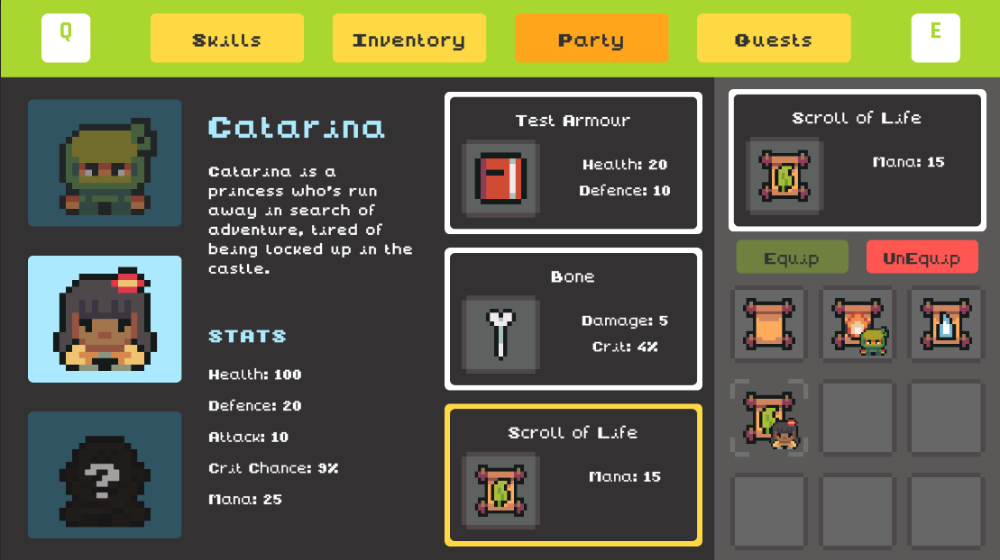 Q
Skills
Inventory
Party
Quests
E
Catarina
Catarina is a
princess who's run
away in search of
adventure, tired of
being locked up in the
castle.
STATS
Health: 100
Defence: 20
Attack: 10
Crit Chance: 9%
Mana: 25
?
Test Armour
Health: 20
Defence: 10
Bone
Damage: 5
Crit: 4%
Scroll of Life
Mana: 15
Scroll of Life
Mana: 15
Equip
UnEquip